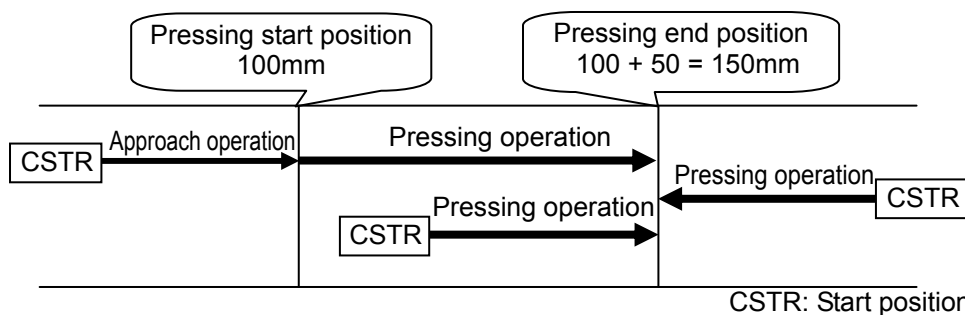 Pressing start position
100mm
Pressing end position
100 + 50 = 150mm
Approach operation
Pressing operation
CSTR
Pressing operation
CSTR
Pressing operation
CSTR
CSTR: Start position